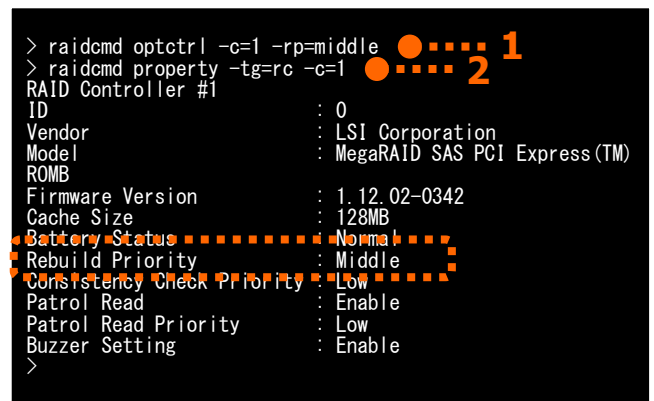 > raidcmd optctrl -c=1 -rp=middle 1
> raidcmd property -tg=rc -c=1 2
RAID Controller #1
ID : 0
Vendor : LSI Corporation
Model : MegaRAID SAS PCI Express(TM)
ROMB
Firmware Version : 1.12.02-0342
Cache Size : 128MB
Battery Status : Normal
Rebuild Priority : Middle
Consistency Check Priority : Low
Patrol Read : Enable
Patrol Read Priority : Low
Buzzer Setting : Enable
>